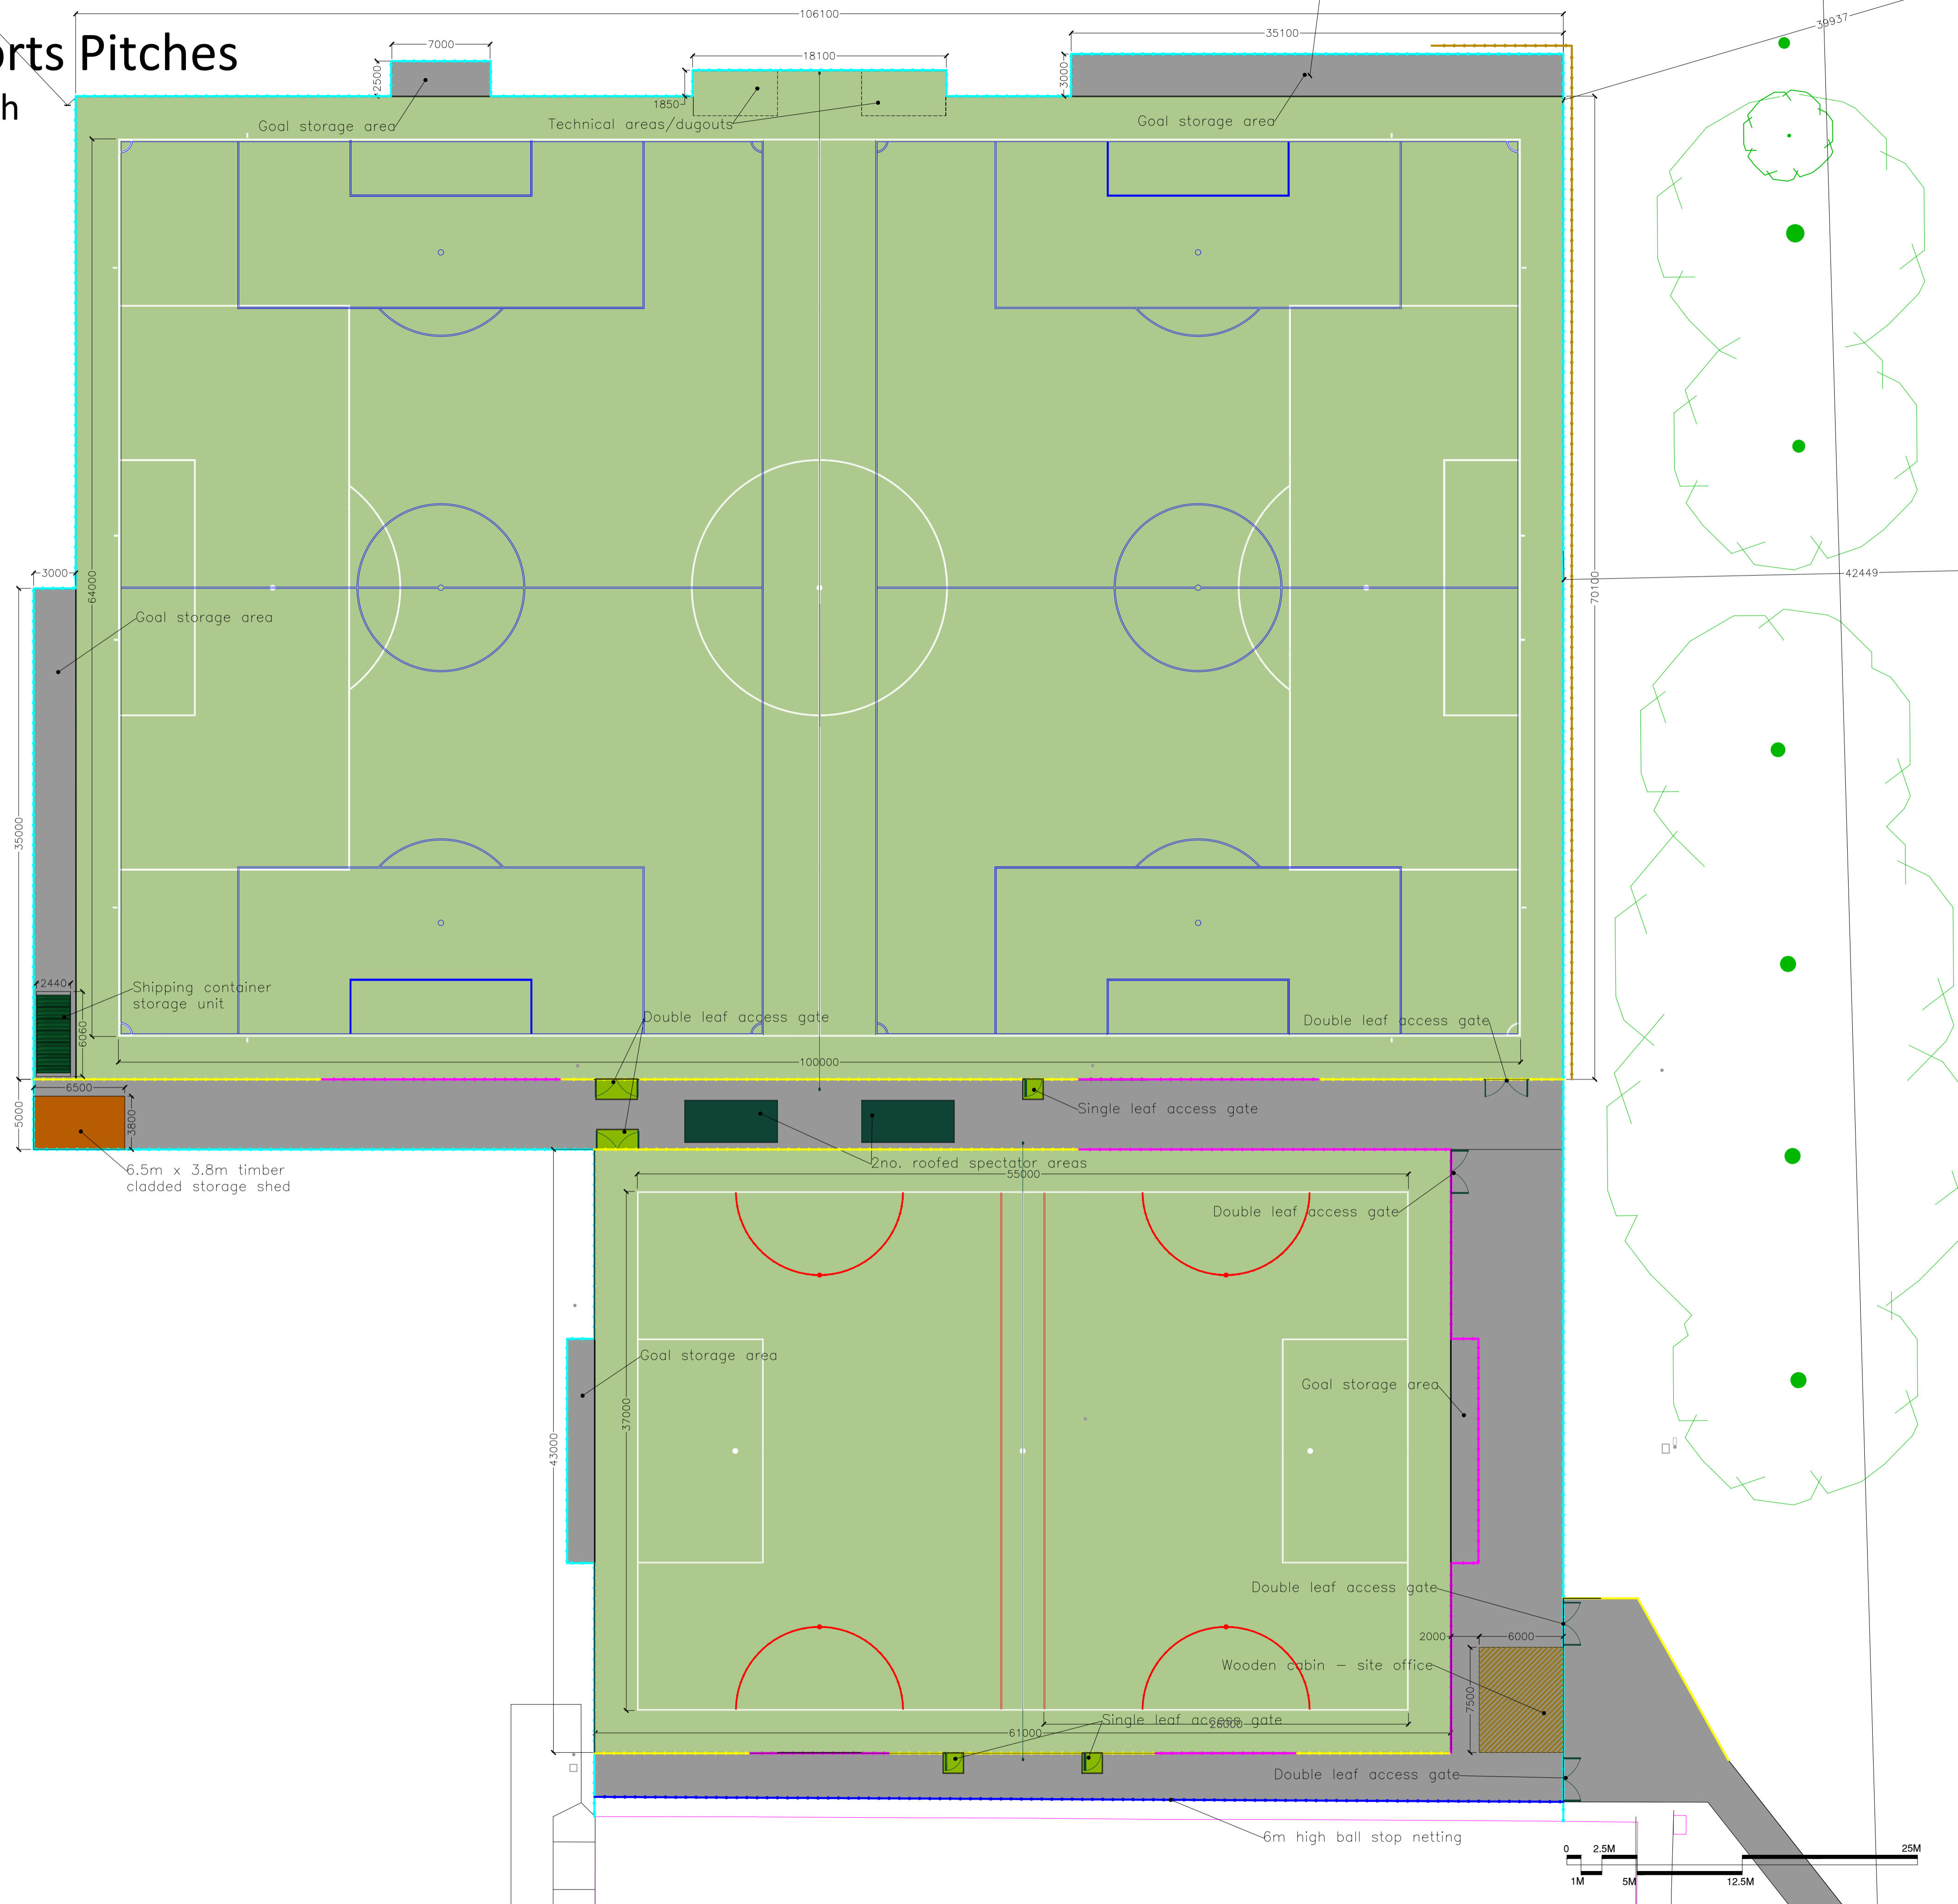 orts Pitches
h
106100
39937
35100
7000
18100
2500
3000
1850
Goal storage area
Technical areas/dugouts
Goal storage area
3000
64000
70100
42449
Goal storage area
35000
2440
Shipping container
storage unit
6060
Double leaf access gate
Double leaf access gate
100000
6500
5000
3800
Single leaf access gate
6.5m x 3.8m timber
cladded storage shed
2no. roofed spectator areas
55000
Double leaf access gate
Goal storage area
Goal storage area
37000
43000
Double leaf access gate
2000
6000
Wooden cabin - site office
7500
Single leaf access gate
26000
61000
Double leaf access gate
6m high ball stop netting
0 2.5M 25M
1M 5M 12.5M